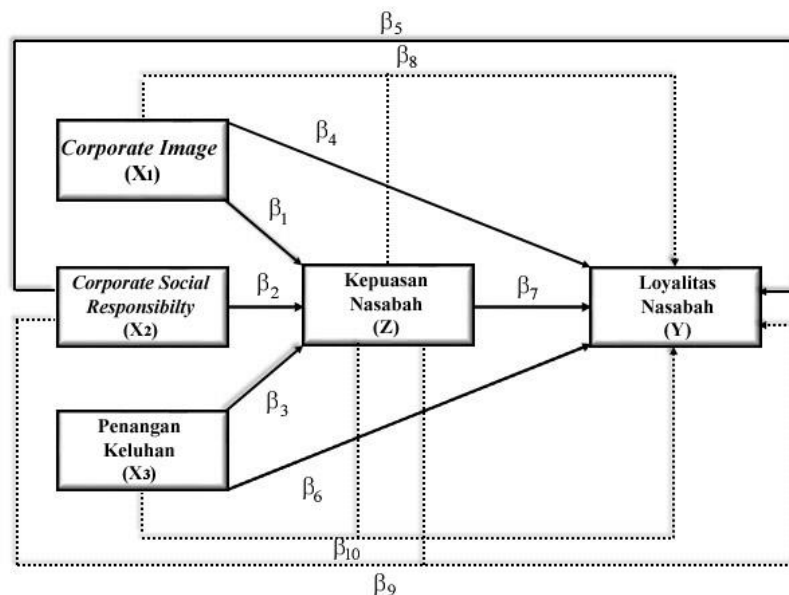 β5
β8
Corporate Image
(X1)
β4
β1
Corporate Social
Responsibilty
(X2)
β2
Kepuasan
Nasabah
(Z)
β7
Loyalitas
Nasabah
(Y)
β3
Penangan
Keluhan
(X3)
β6
β10
β9